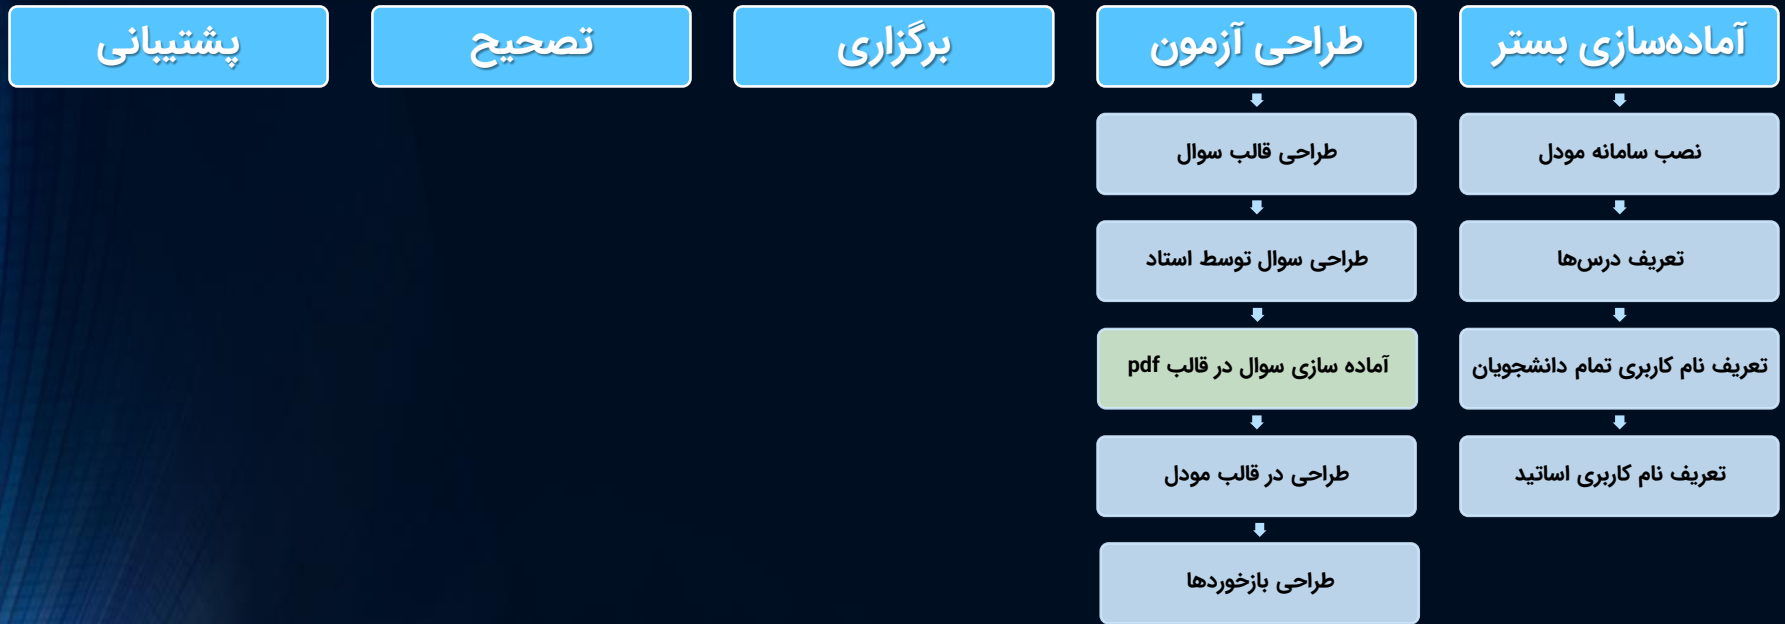 آماده‌سازی بستر
طراحی آزمون
برگزاری
تصحیح
پشتیبانی
نصب سامانه مودل
تعریف درس‌ها
تعریف نام کاربری تمام دانشجویان
تعریف نام کاربری اساتید
طراحی قالب سوال
طراحی سوال توسط استاد
آماده سازی سوال در قالب pdf
طراحی در قالب مودل
طراحی بازخوردها